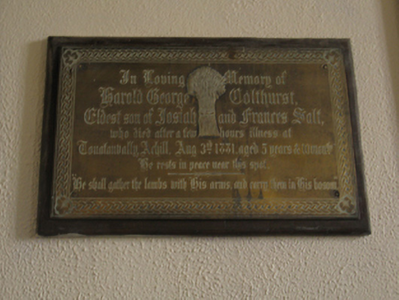 In Loving Memory of
Harold George Colthurst,
Eldest son of Josiah and Frances Salt,
who died after a few hours illness at
Achill. Aug 3rd 1881 aged 5 years &
He rests in peace near this spot.
He shall gather the lambs with His arms, and carry them in His bosom.